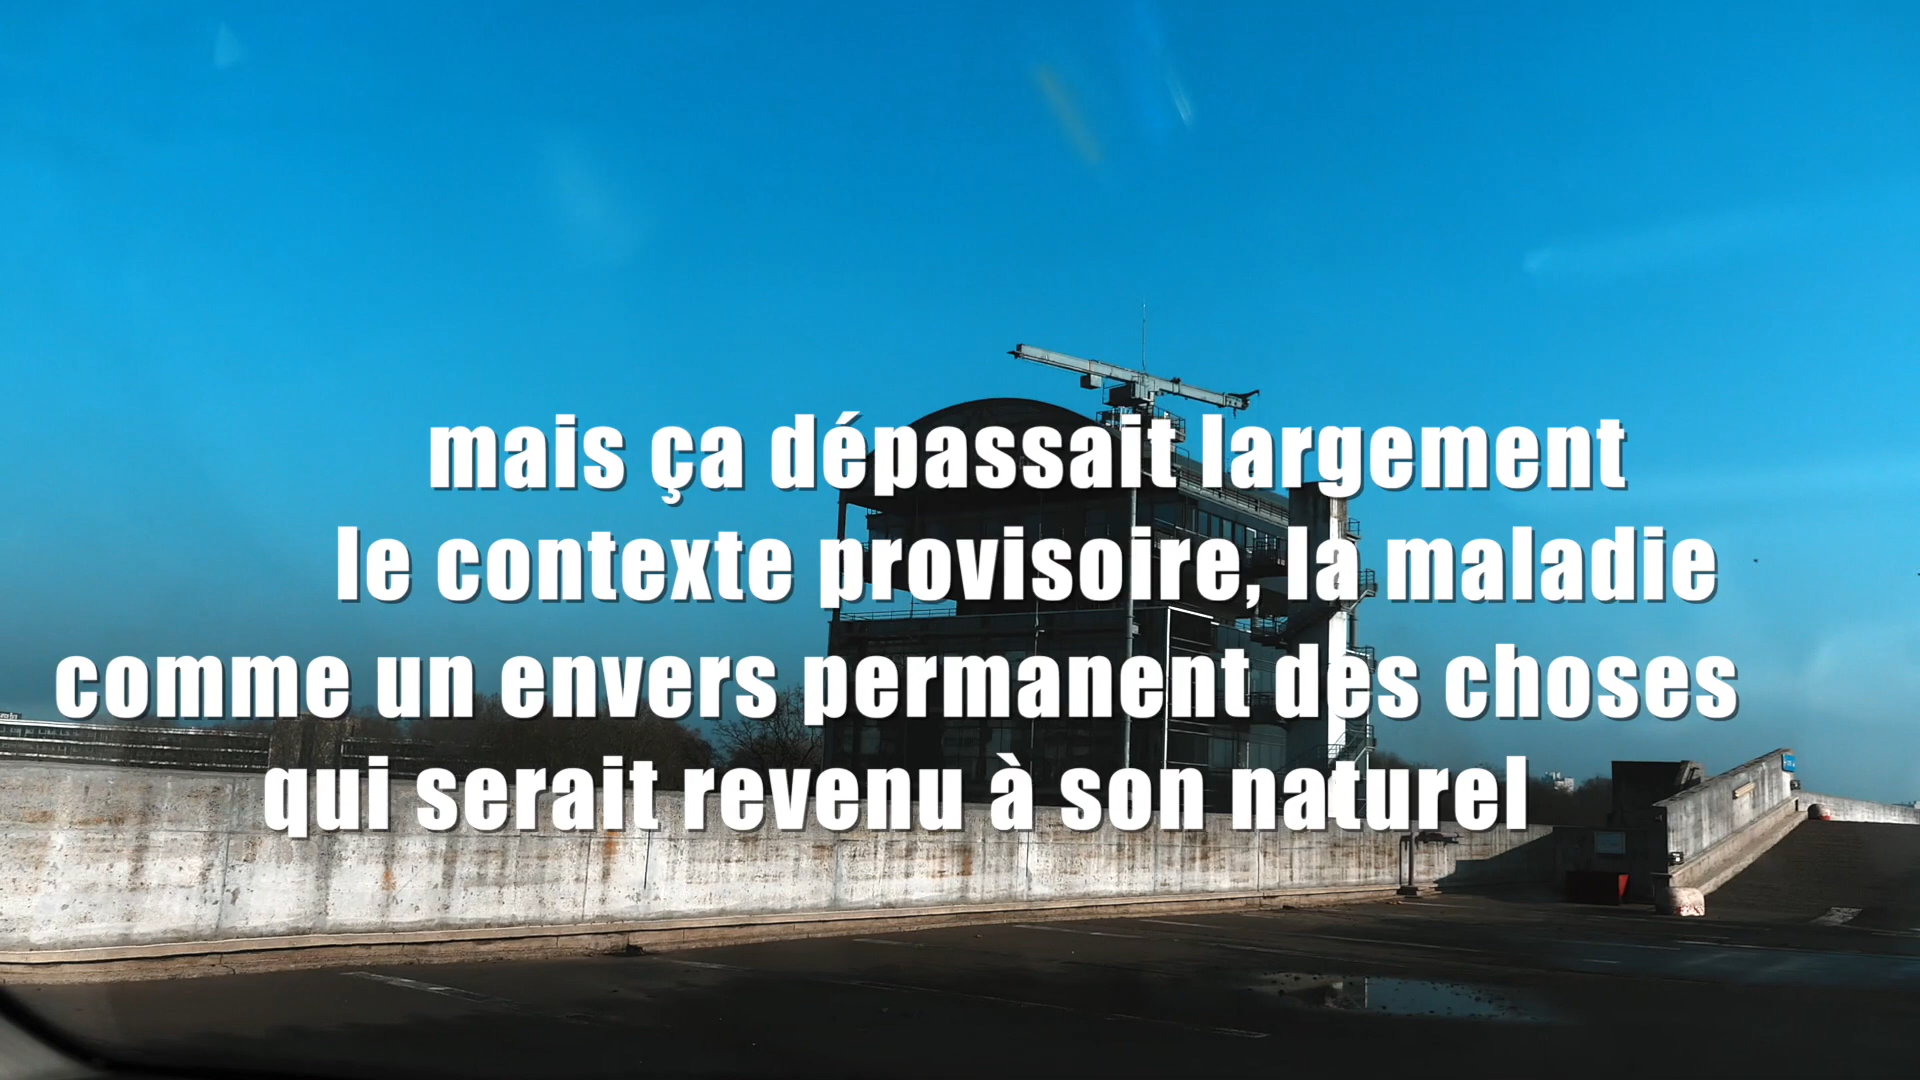 mais ça dépassait largement
le contexte provisoire, la maladie
comme un envers permanent des choses
qui serait revenu à son naturel